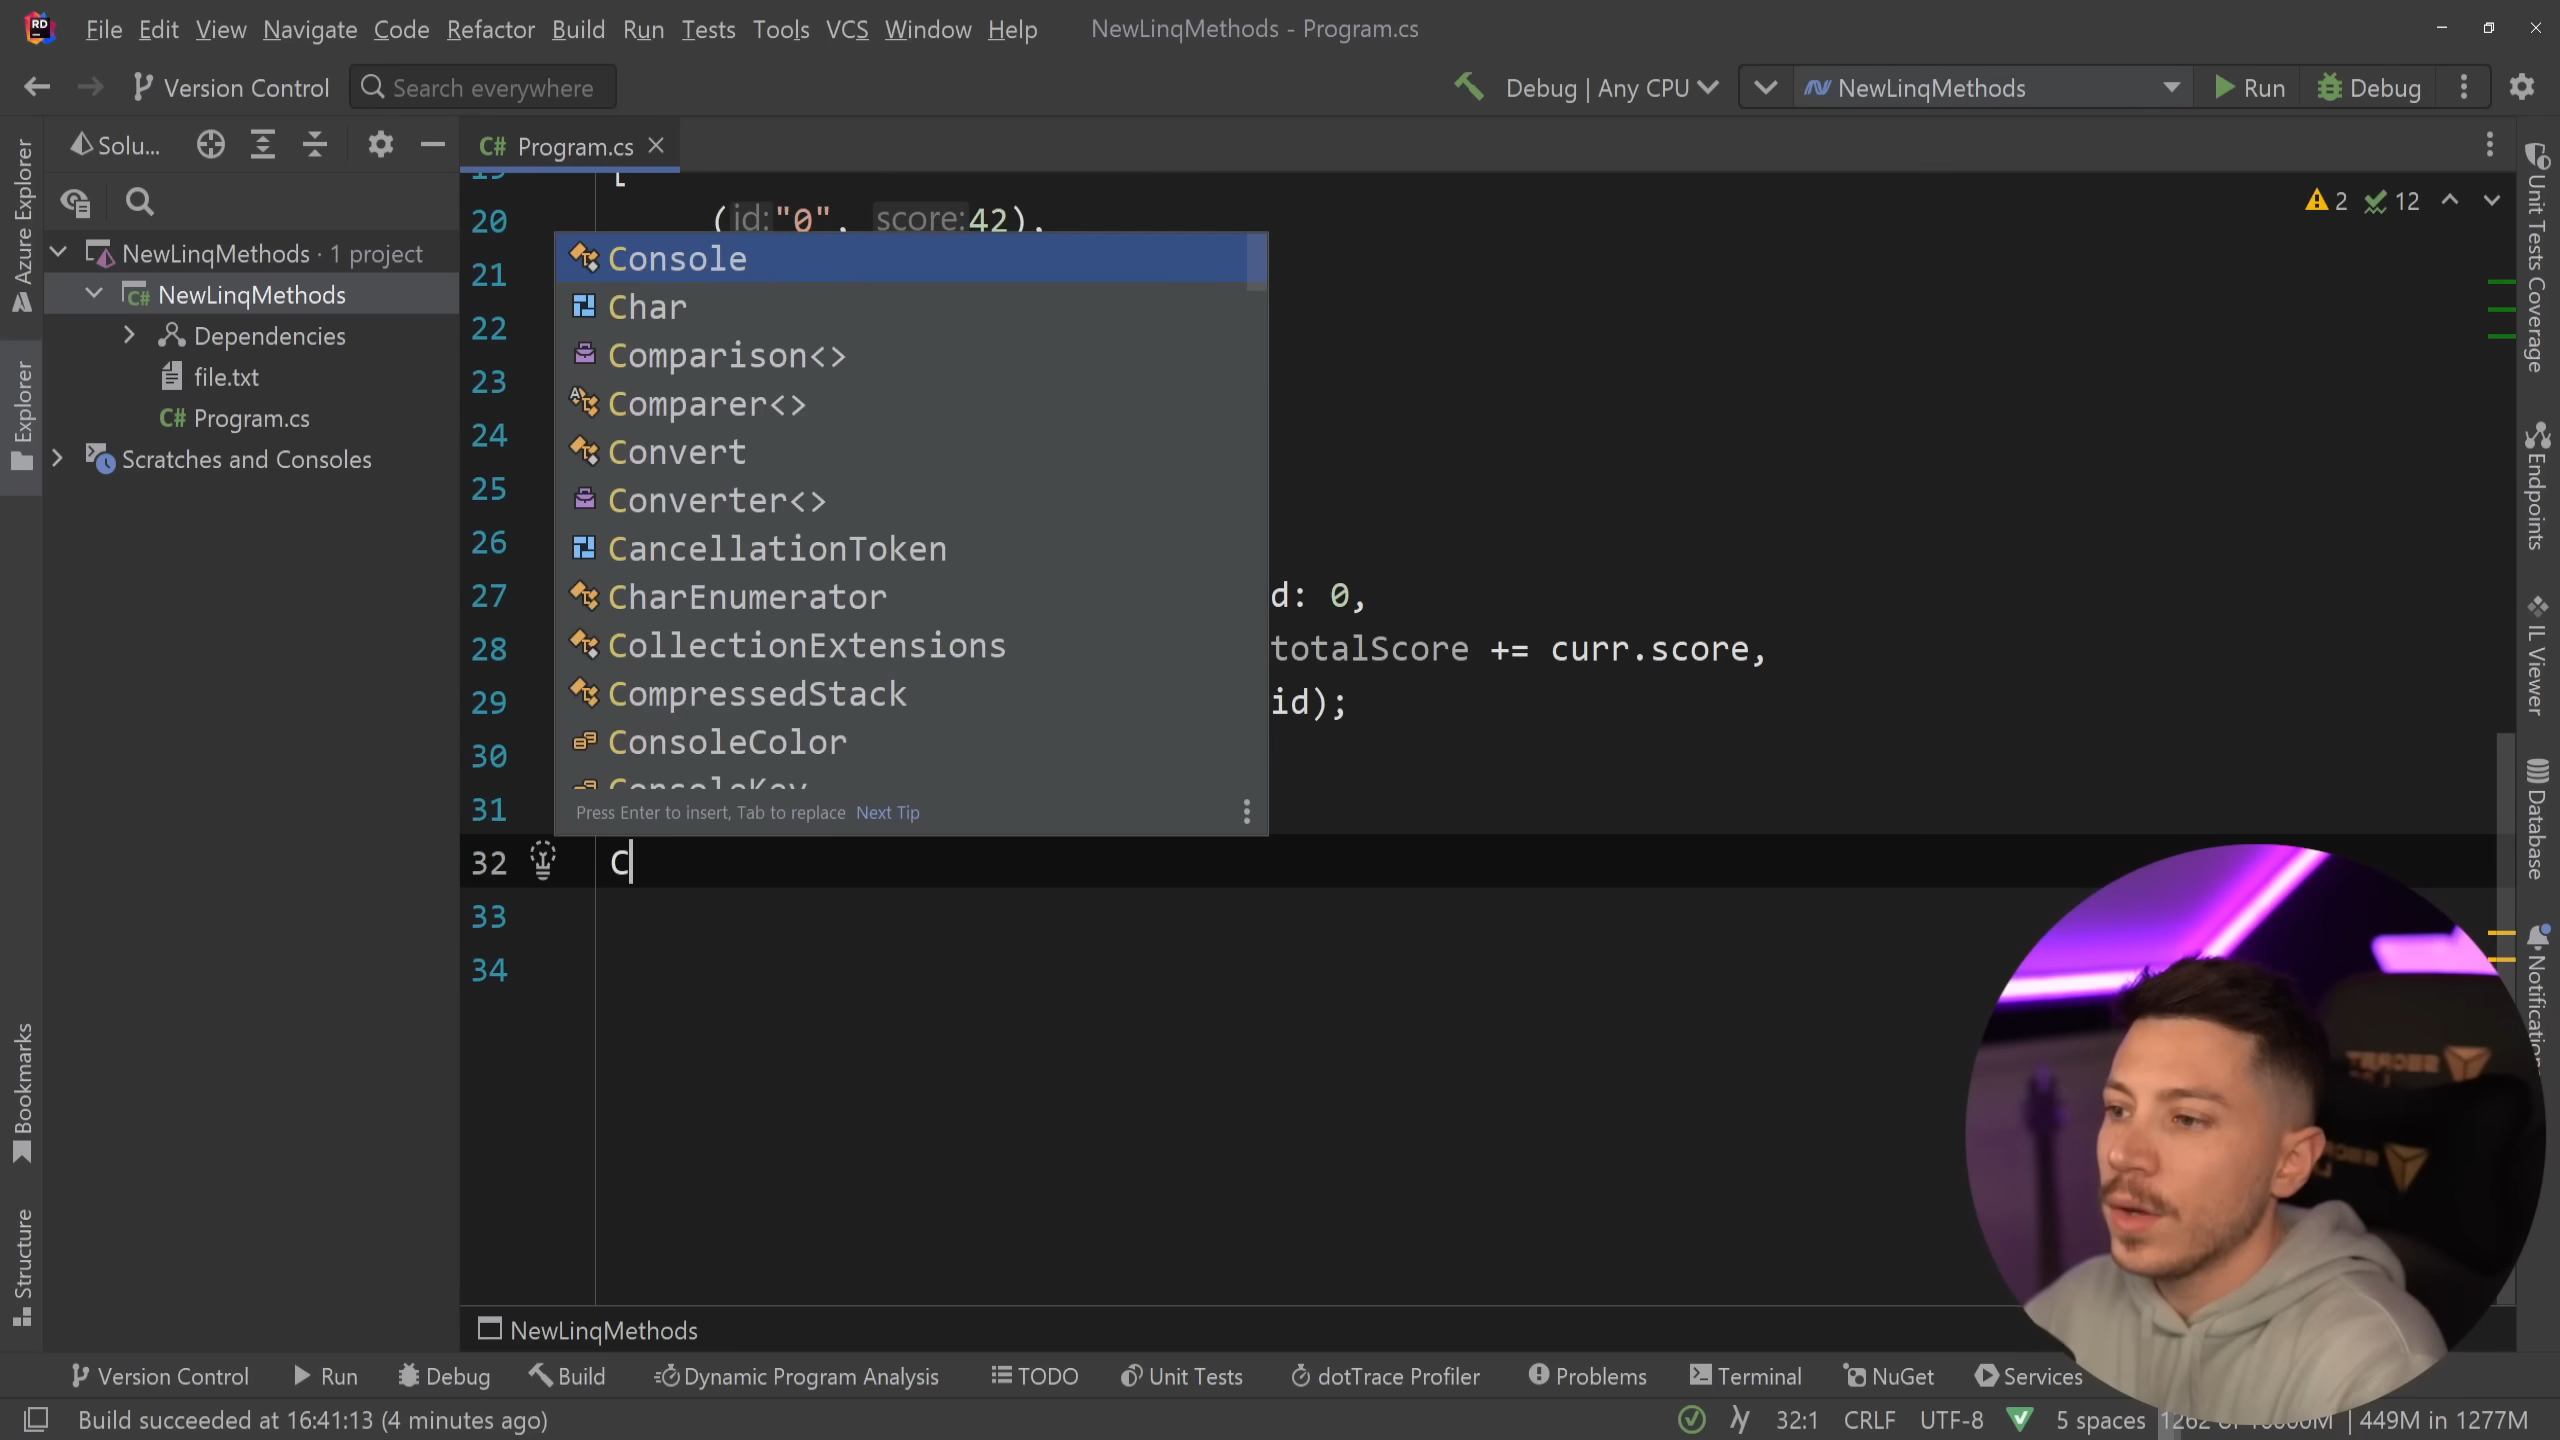 File Edit View Navigate Code Refactor Build Run Tests Tools VCS Window Help NewLinqMethods - Program.cs
Version Control Search everywhere Debug | Any CPU NewLinqMethods Run Debug
Solu... C# Program.cs
2 12
NewLinqMethods · 1 project
C# NewLinqMethods
Dependencies
file.txt
C# Program.cs
Scratches and Consoles
Azure Explorer
Explorer
Bookmarks
Structure
19 [
20 (id:"0", score:42),
21
22
23
24
25
26
27 d: 0,
28 totalScore += curr.score,
29 id);
30
31
32 C
33
34
Console
Char
Comparison<>
Comparer<>
Convert
Converter<>
CancellationToken
CharEnumerator
CollectionExtensions
CompressedStack
ConsoleColor
ConsoleKey
Press Enter to insert, Tab to replace Next Tip
Unit Tests Coverage
Endpoints
IL Viewer
Database
Notification
SECRET
NewLinqMethods
Version Control Run Debug Build Dynamic Program Analysis TODO Unit Tests dotTrace Profiler Problems Terminal NuGet Services
Build succeeded at 16:41:13 (4 minutes ago) 32:1 CRLF UTF-8 5 spaces 449M in 1277M